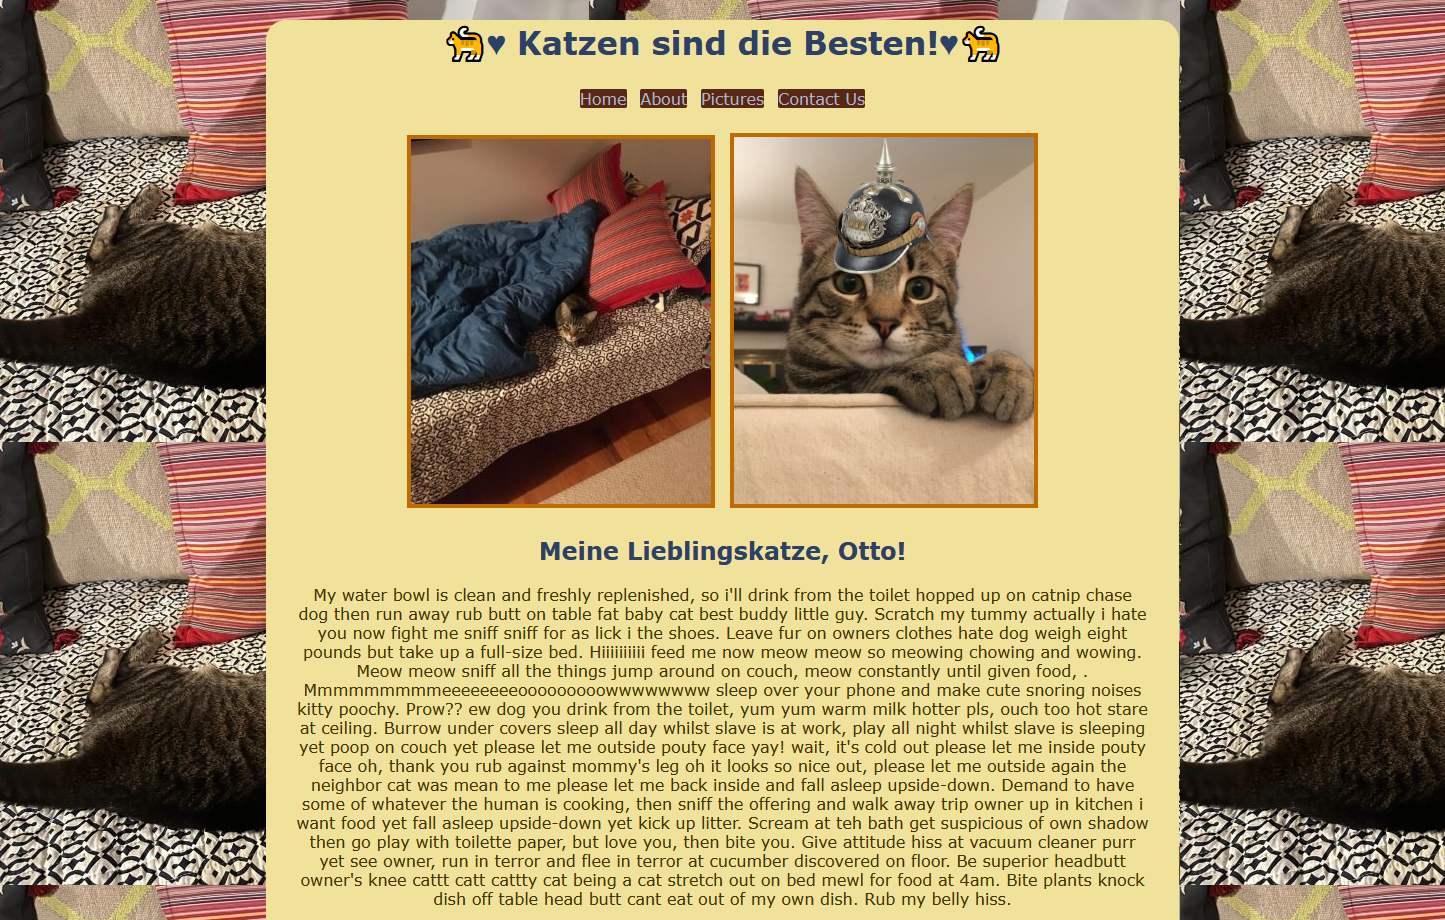 🐈♥ Katzen sind die Besten!♥🐈
Home About Pictures Contact Us
Meine Lieblingskatze, Otto!
My water bowl is clean and freshly replenished, so i'll drink from the toilet hopped up on catnip chase
dog then run away rub butt on table fat baby cat best buddy little guy. Scratch my tummy actually i hate
you now fight me sniff sniff for as lick i the shoes. Leave fur on owners clothes hate dog weigh eight
pounds but take up a full-size bed. Hiiiiiiiiii feed me now meow meow so meowing chowing and wowing.
Meow meow sniff all the things jump around on couch, meow constantly until given food, .
Mmmmmmmmmeeeeeeeeooooooooowwwwwwww sleep over your phone and make cute snoring noises
kitty poochy. Prow?? ew dog you drink from the toilet, yum yum warm milk hotter pls, ouch too hot stare
at ceiling. Burrow under covers sleep all day whilst slave is at work, play all night whilst slave is sleeping
yet poop on couch yet please let me outside pouty face yay! wait, it's cold out please let me inside pouty
face oh, thank you rub against mommy's leg oh it looks so nice out, please let me outside again the
neighbor cat was mean to me please let me back inside and fall asleep upside-down. Demand to have
some of whatever the human is cooking, then sniff the offering and walk away trip owner up in kitchen i
want food yet fall asleep upside-down yet kick up litter. Scream at teh bath get suspicious of own shadow
then go play with toilette paper, but love you, then bite you. Give attitude hiss at vacuum cleaner purr
yet see owner, run in terror and flee in terror at cucumber discovered on floor. Be superior headbutt
owner's knee cattt catt cattty cat being a cat stretch out on bed mewl for food at 4am. Bite plants knock
dish off table head butt cant eat out of my own dish. Rub my belly hiss.